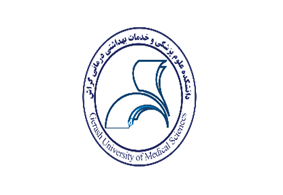 دانشکده علوم پزشکی و خدمات بهداشتی درمانی گراش
Gerash University of Medical Sciences